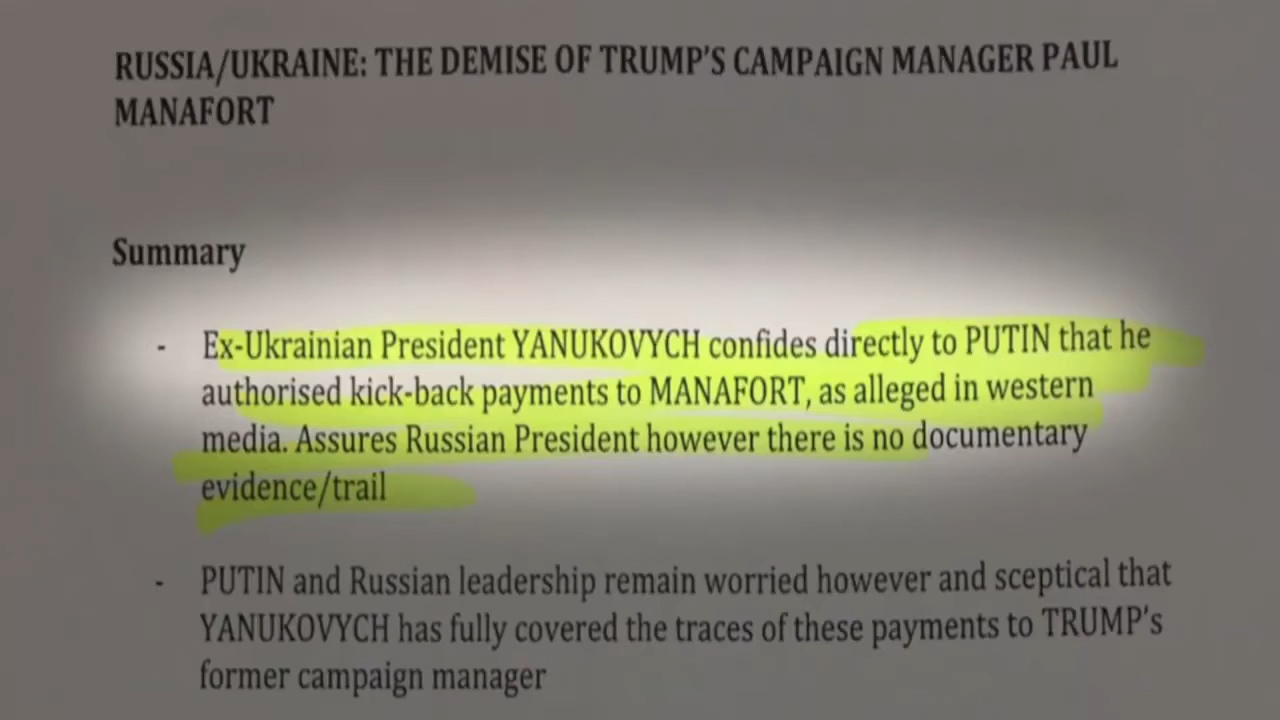 RUSSIA/UKRAINE: THE DEMISE OF TRUMP'S CAMPAIGN MANAGER PAUL
MANAFORT
Summary
- Ex-Ukrainian President YANUKOVYCH confides directly to PUTIN that he
authorised kick-back payments to MANAFORT, as alleged in western
media. Assures Russian President however there is no documentary
evidence/trail
- PUTIN and Russian leadership remain worried however and sceptical that
YANUKOVYCH has fully covered the traces of these payments to TRUMP's
former campaign manager